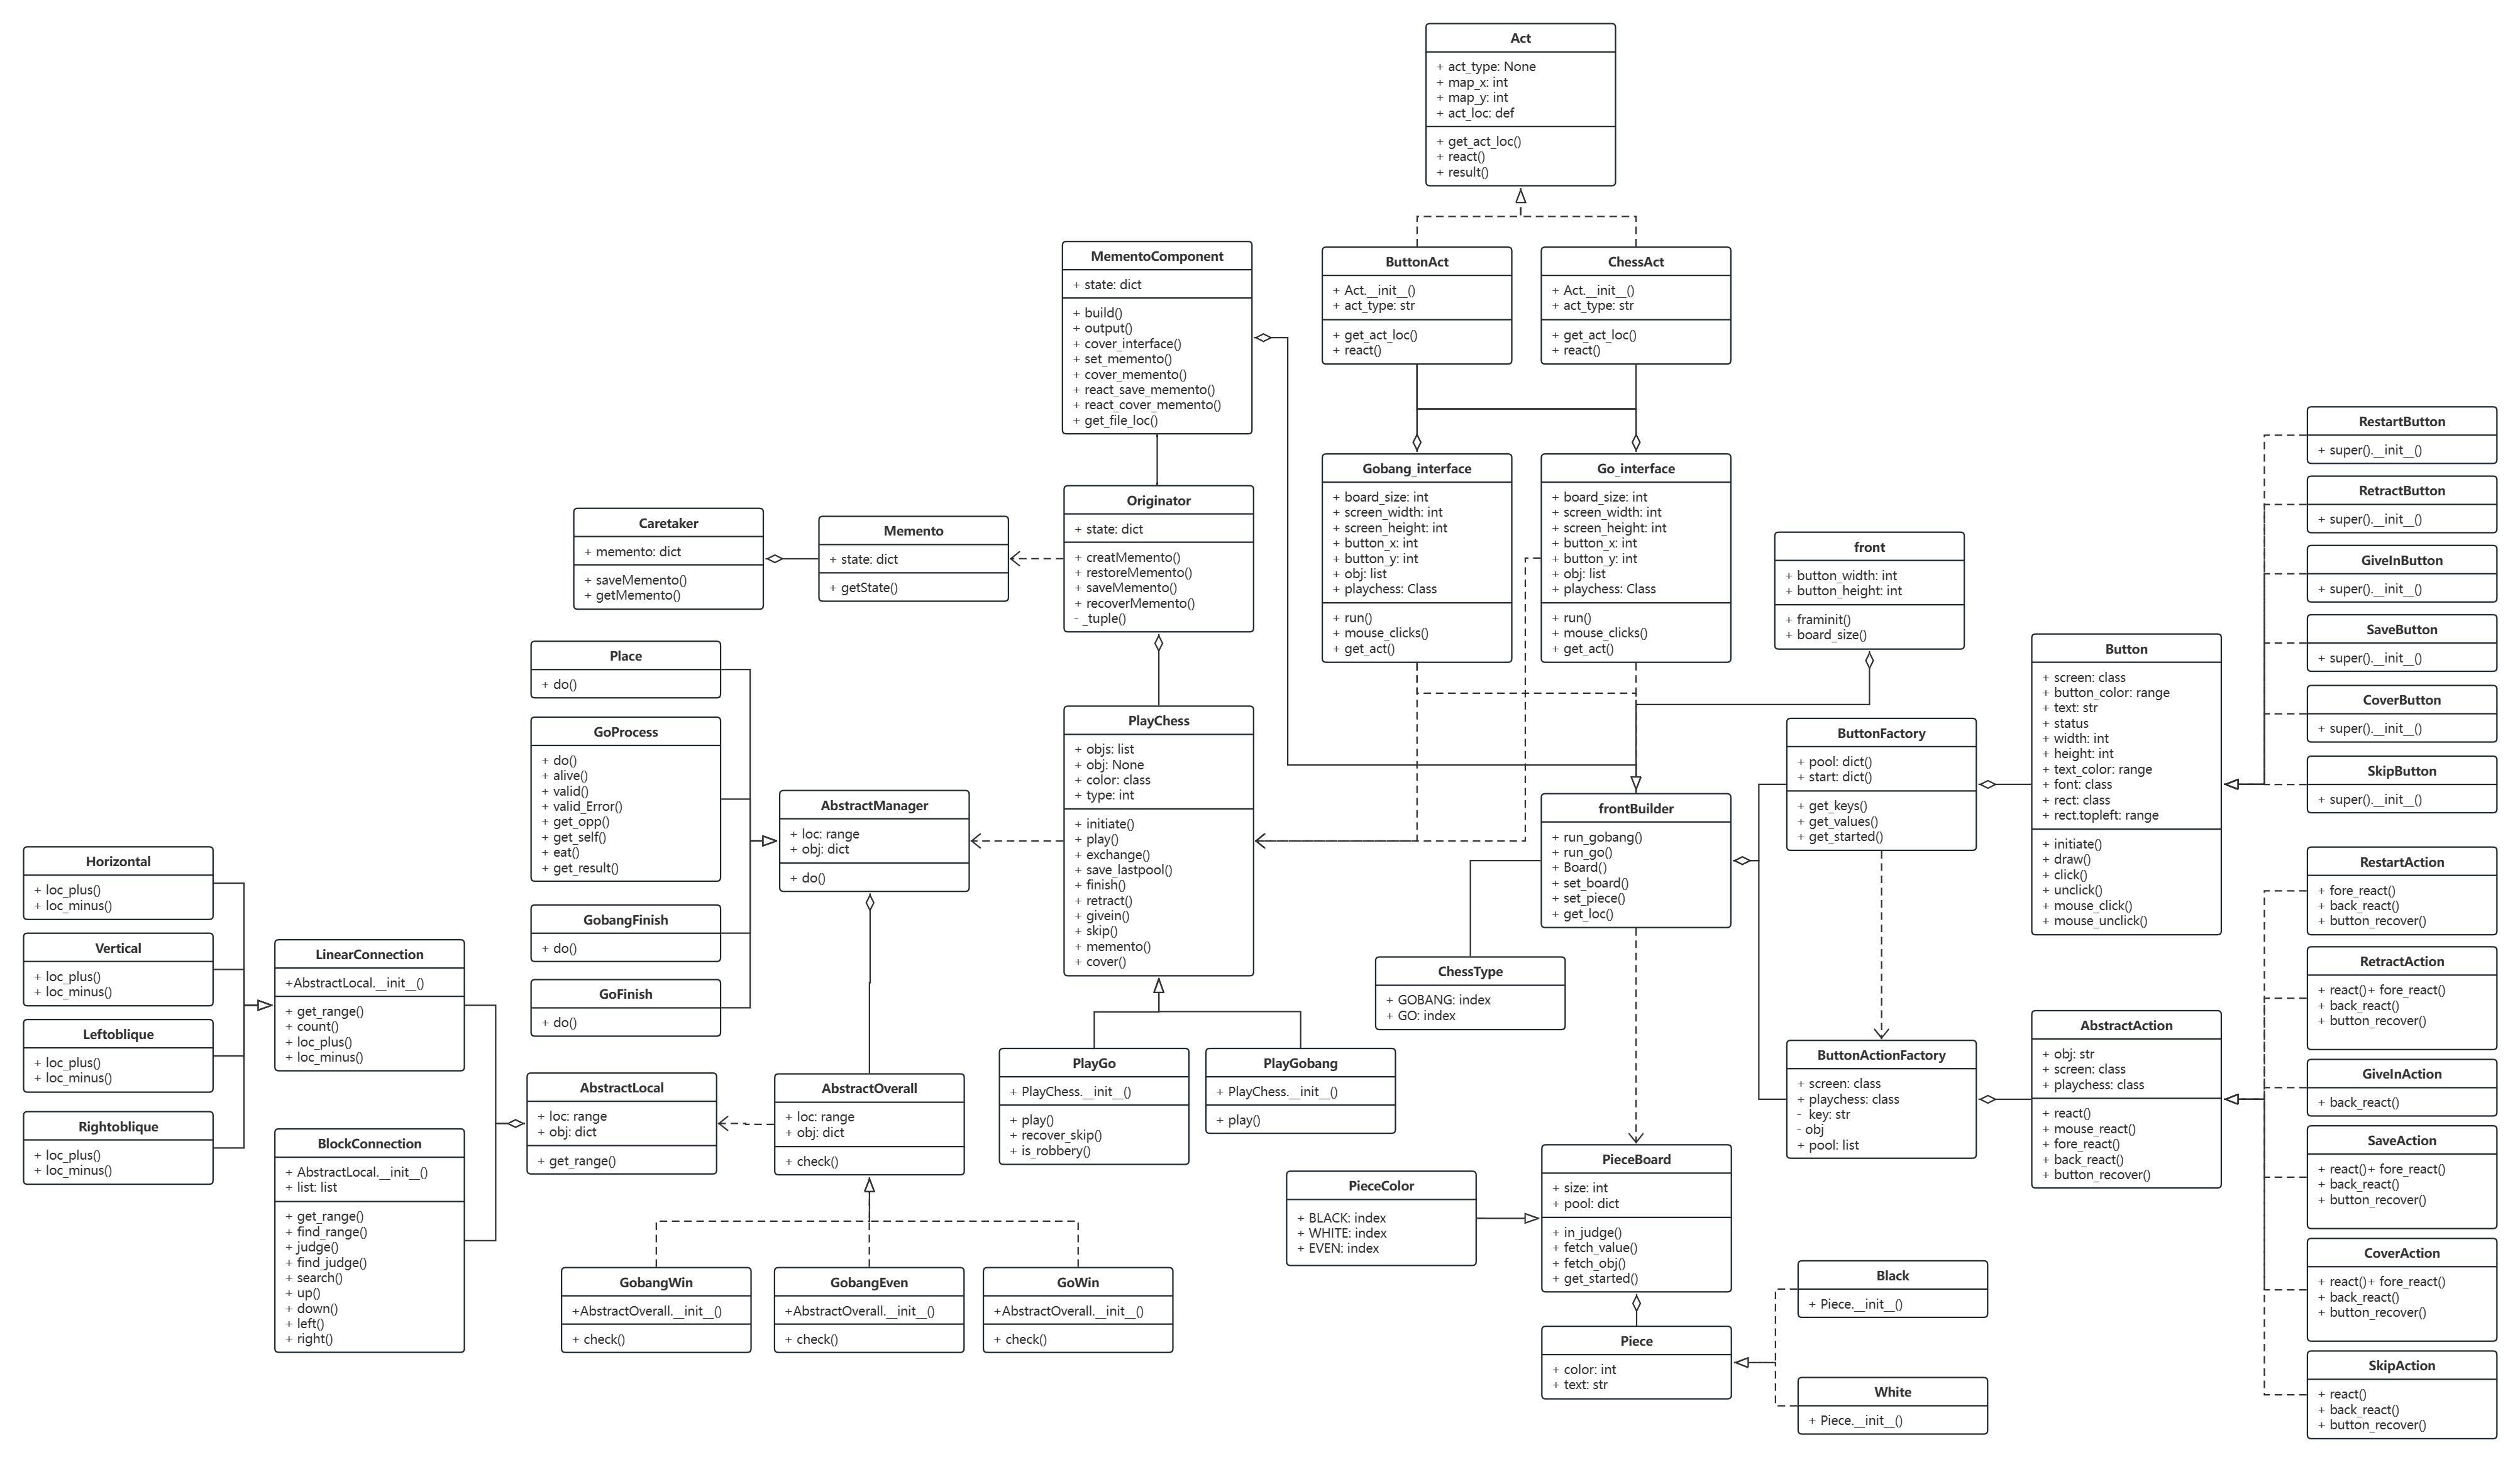 Act
+ act_type: None
+ map_x: int
+ map_y: int
+ act_loc: def
+ get_act_loc()
+ react()
+ result()
MementoComponent
+ state: dict
+ build()
+ output()
+ cover_interface()
+ set_memento()
+ cover_memento()
+ react_save_memento()
+ react_cover_memento()
+ get_file_loc()
ButtonAct
+ Act.__init__()
+ act_type: str
+ get_act_loc()
+ react()
ChessAct
+ Act.__init__()
+ act_type: str
+ get_act_loc()
+ react()
Caretaker
+ memento: dict
+ saveMemento()
+ getMemento()
Memento
+ state: dict
+ getState()
Originator
+ state: dict
+ creatMemento()
+ restoreMemento()
+ saveMemento()
+ recoverMemento()
- _tuple()
Gobang_interface
+ board_size: int
+ screen_width: int
+ screen_height: int
+ button_x: int
+ button_y: int
+ obj: list
+ playchess: Class
+ run()
+ mouse_clicks()
+ get_act()
Go_interface
+ board_size: int
+ screen_width: int
+ screen_height: int
+ button_x: int
+ button_y: int
+ obj: list
+ playchess: Class
+ run()
+ mouse_clicks()
+ get_act()
front
+ button_width: int
+ button_height: int
+ framinit()
+ board_size()
RestartButton
+ super().__init__()
RetractButton
+ super().__init__()
GiveInButton
+ super().__init__()
SaveButton
+ super().__init__()
CoverButton
+ super().__init__()
SkipButton
+ super().__init__()
Place
+ do()
GoProcess
+ do()
+ alive()
+ valid()
+ valid_Error()
+ get_opp()
+ get_self()
+ eat()
+ get_result()
GobangFinish
+ do()
GoFinish
+ do()
AbstractManager
+ loc: range
+ obj: dict
+ do()
PlayChess
+ objs: list
+ obj: None
+ color: class
+ type: int
+ initiate()
+ play()
+ exchange()
+ save_lastpool()
+ finish()
+ retract()
+ givein()
+ skip()
+ memento()
+ cover()
frontBuilder
+ run_gobang()
+ run_go()
+ Board()
+ set_board()
+ set_piece()
+ get_loc()
ButtonFactory
+ pool: dict()
+ start: dict()
+ get_keys()
+ get_values()
+ get_started()
Button
+ screen: class
+ button_color: range
+ text: str
+ status
+ width: int
+ height: int
+ text_color: range
+ font: class
+ rect: class
+ rect.topleft: range
+ initiate()
+ draw()
+ click()
+ unclick()
+ mouse_click()
+ mouse_unclick()
Horizontal
+ loc_plus()
+ loc_minus()
Vertical
+ loc_plus()
+ loc_minus()
Leftoblique
+ loc_plus()
+ loc_minus()
Rightoblique
+ loc_plus()
+ loc_minus()
LinearConnection
+AbstractLocal.__init__()
+ get_range()
+ count()
+ loc_plus()
+ loc_minus()
BlockConnection
+ AbstractLocal.__init__()
+ list: list
+ get_range()
+ find_range()
+ judge()
+ find_judge()
+ search()
+ up()
+ down()
+ left()
+ right()
AbstractLocal
+ loc: range
+ obj: dict
+ get_range()
AbstractOverall
+ loc: range
+ obj: dict
+ check()
PlayGo
+ PlayChess.__init__()
+ play()
+ recover_skip()
+ is_robbery()
PlayGobang
+ PlayChess.__init__()
+ play()
ChessType
+ GOBANG: index
+ GO: index
ButtonActionFactory
+ screen: class
+ playchess: class
- key: str
- obj
+ pool: list
AbstractAction
+ obj: str
+ screen: class
+ playchess: class
+ react()
+ mouse_react()
+ fore_react()
+ back_react()
+ button_recover()
RestartAction
+ fore_react()
+ back_react()
+ button_recover()
RetractAction
+ react()+ fore_react()
+ back_react()
+ button_recover()
GiveInAction
+ back_react()
SaveAction
+ react()+ fore_react()
+ back_react()
+ button_recover()
CoverAction
+ react()+ fore_react()
+ back_react()
+ button_recover()
SkipAction
+ react()
+ back_react()
+ button_recover()
GobangWin
+AbstractOverall.__init__()
+ check()
GobangEven
+AbstractOverall.__init__()
+ check()
GoWin
+AbstractOverall.__init__()
+ check()
PieceColor
+ BLACK: index
+ WHITE: index
+ EVEN: index
PieceBoard
+ size: int
+ pool: dict
+ in_judge()
+ fetch_value()
+ fetch_obj()
+ get_started()
Piece
+ color: int
+ text: str
Black
+ Piece.__init__()
White
+ Piece.__init__()